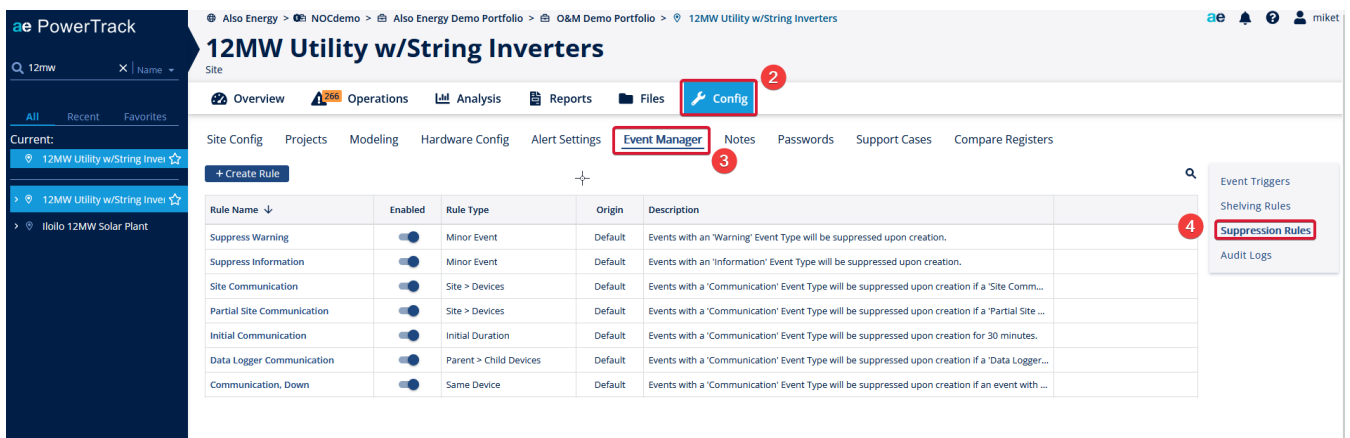 ae PowerTrack
12mw
Name
All Recent Favorites
Current:
12MW Utility w/String Inver
12MW Utility w/String Inver
Iloilo 12MW Solar Plant
Also Energy > NOCdemo > Also Energy Demo Portfolio > O&M Demo Portfolio > 12MW Utility w/String Inverters
ae miket
12MW Utility w/String Inverters
Site
2
Overview 266 Operations Analysis Reports Files Config
Site Config Projects Modeling Hardware Config Alert Settings Event Manager Notes Passwords Support Cases Compare Registers
3
+ Create Rule
Rule Name Enabled Rule Type Origin Description
Suppress Warning Minor Event Default Events with an 'Warning' Event Type will be suppressed upon creation.
Suppress Information Minor Event Default Events with an 'Information' Event Type will be suppressed upon creation.
Site Communication Site > Devices Default Events with a 'Communication' Event Type will be suppressed upon creation if a 'Site Comm...
Partial Site Communication Site > Devices Default Events with a 'Communication' Event Type will be suppressed upon creation if a 'Partial Site ...
Initial Communication Initial Duration Default Events with a 'Communication' Event Type will be suppressed upon creation for 30 minutes.
Data Logger Communication Parent > Child Devices Default Events with a 'Communication' Event Type will be suppressed upon creation if a 'Data Logger...
Communication, Down Same Device Default Events with a 'Communication' Event Type will be suppressed upon creation if an event with ...
Event Triggers
Shelving Rules
4 Suppression Rules
Audit Logs